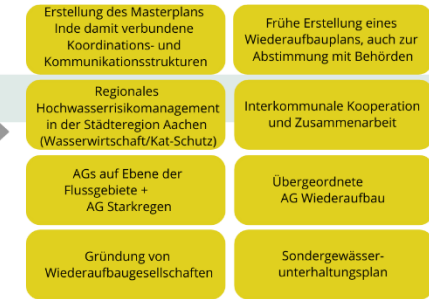 Erstellung des Masterplans
Inde damit verbundene
Koordinations- und
Kommunikationsstrukturen
Frühe Erstellung eines
Wiederaufbauplans, auch zur
Abstimmung mit Behörden
Regionales
Hochwasserrisikomanagement
in der Städteregion Aachen
(Wasserwirtschaft/Kat-Schutz)
Interkommunale Kooperation
und Zusammenarbeit
AGs auf Ebene der
Flussgebiete +
AG Starkregen
Übergeordnete
AG Wiederaufbau
Gründung von
Wiederaufbaugesellschaften
Sondergewässer-
unterhaltungsplan